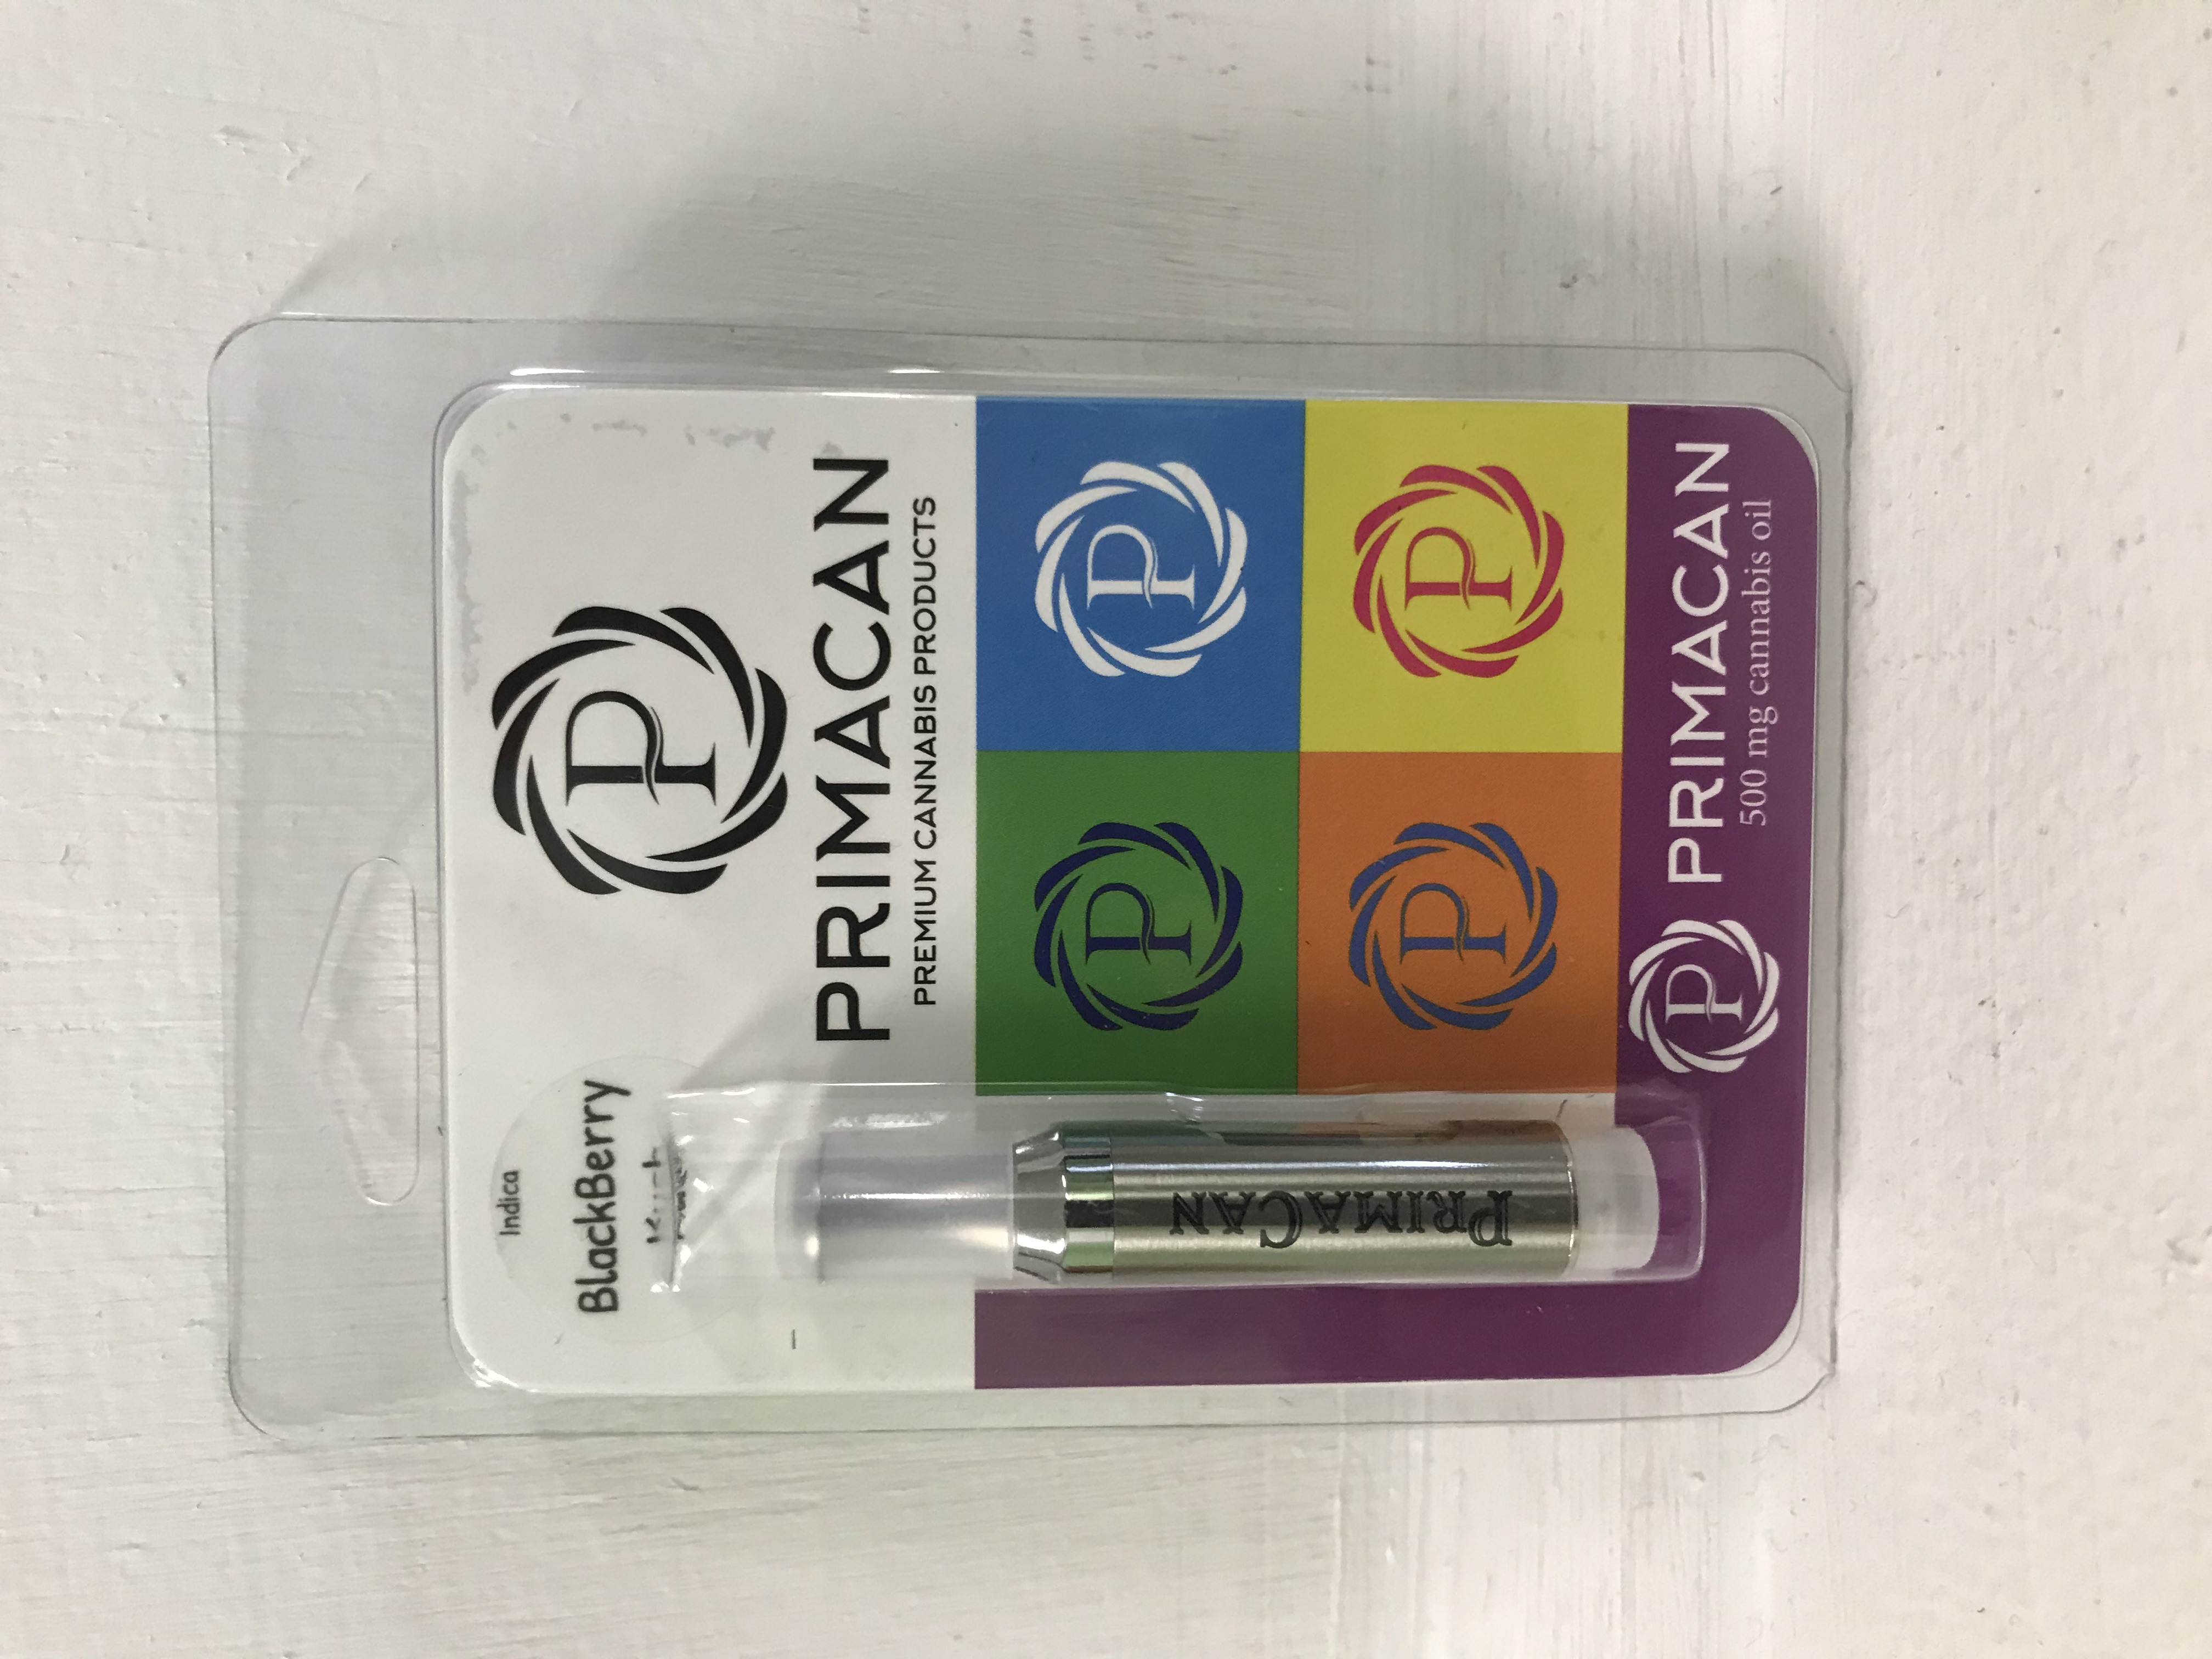 Indica
BlackBerry
P
PRIMACAN
PREMIUM CANNABIS PRODUCTS
P
P
P
P
PRIMACAN
P PRIMACAN
500 mg cannabis oil